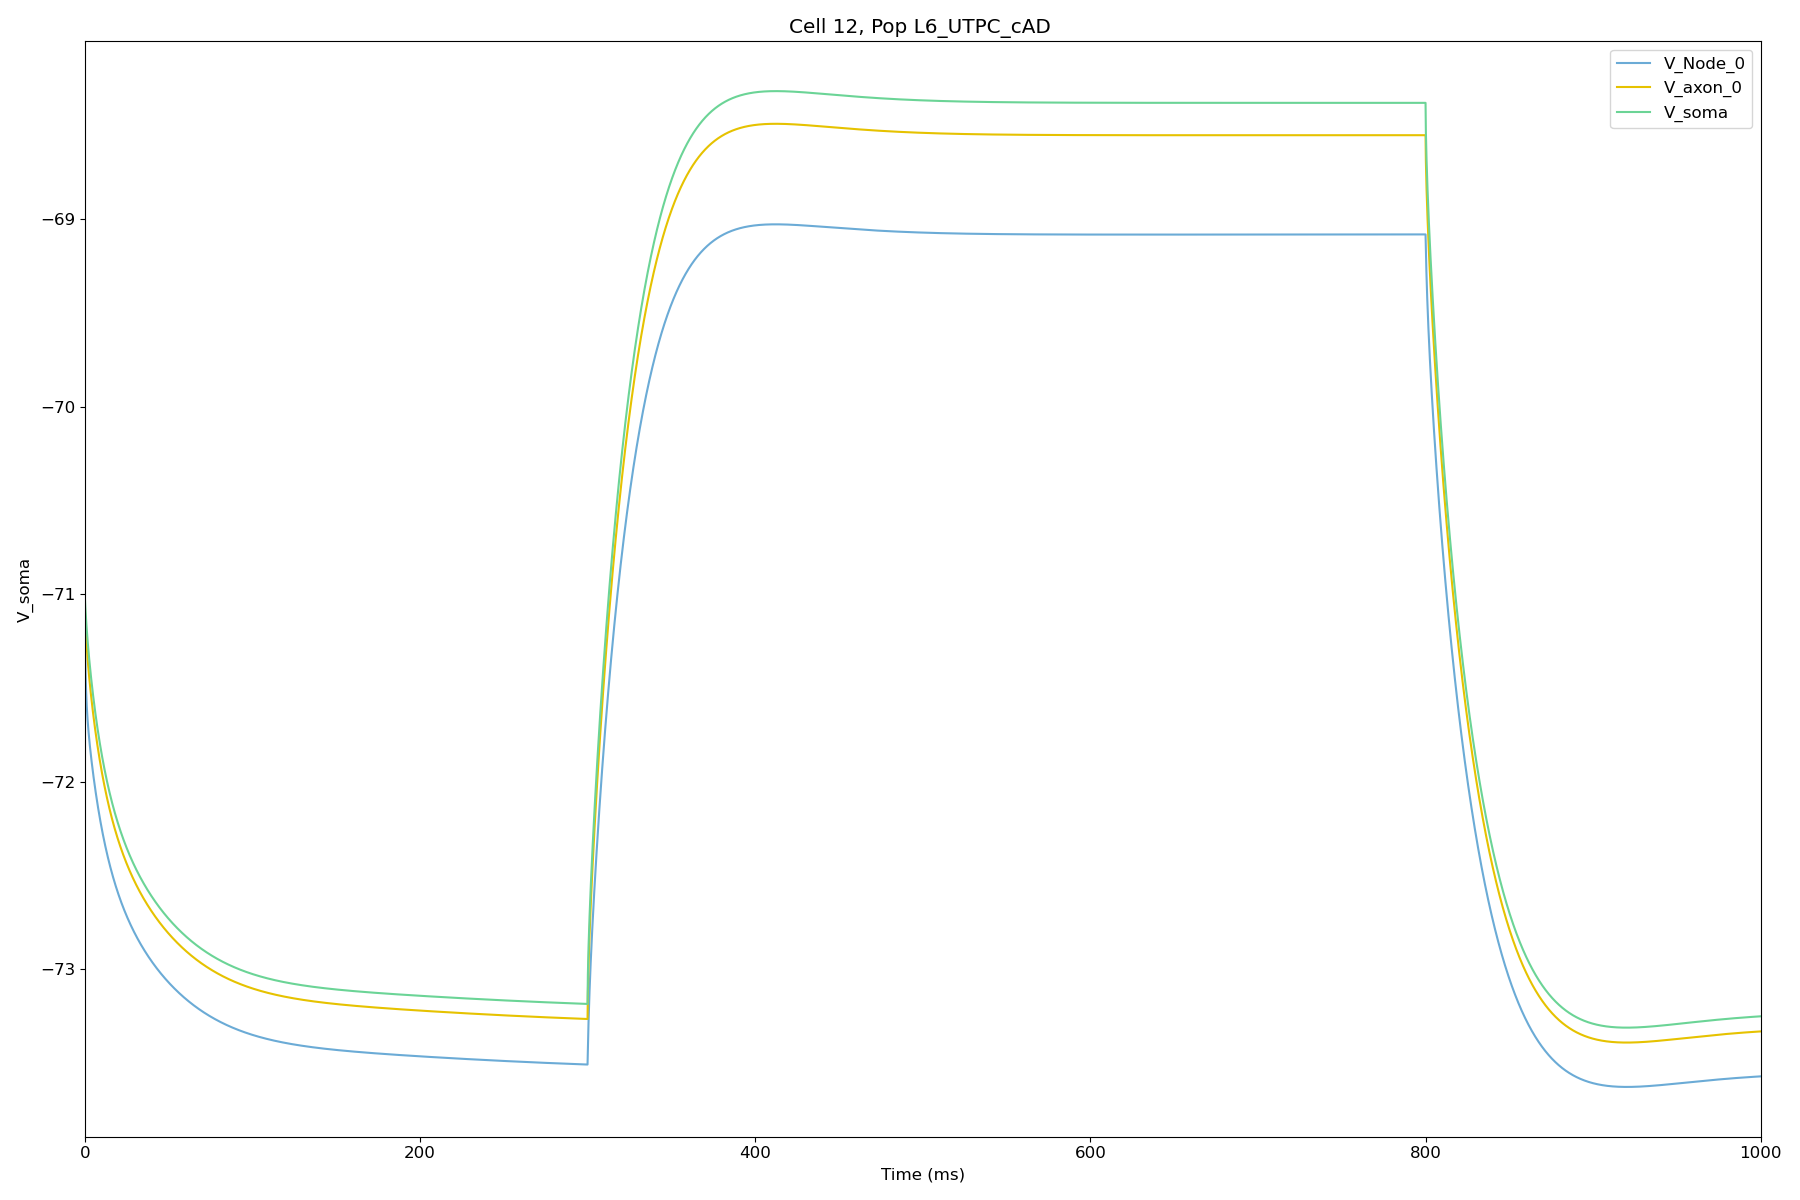 Cell 12, Pop L6_UTPC_cAD
V_Node_0
V_axon_0
V_soma
−69
−70
−71
−72
−73
V_soma
0
200
400
600
800
1000
Time (ms)